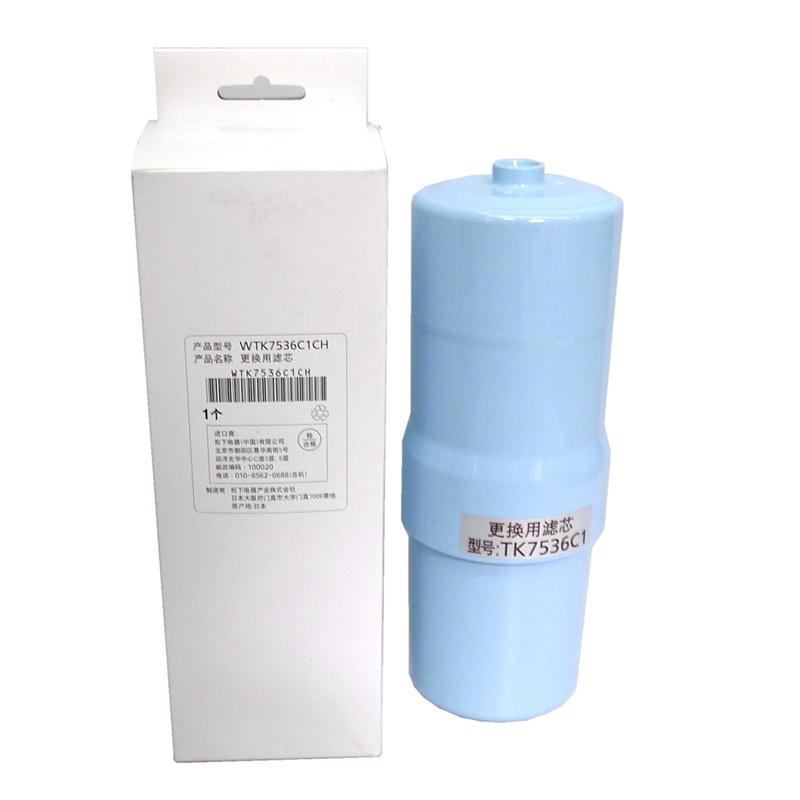 产品型号 WTK7536C1CH
产品名称 更换用滤芯
WTK7536C1CH
1个
检
合格
进口商:
松下电器(中国)有限公司
北京市朝阳区景华南街5号
远洋光华中心C座3层、6层
邮政编码:100020
电话:010-6562-6688(总机)
制造商:松下电器产业株式会社
日本大阪府门真市大字门真1006番地
原产地:日本
更换用滤芯
型号:TK7536C1